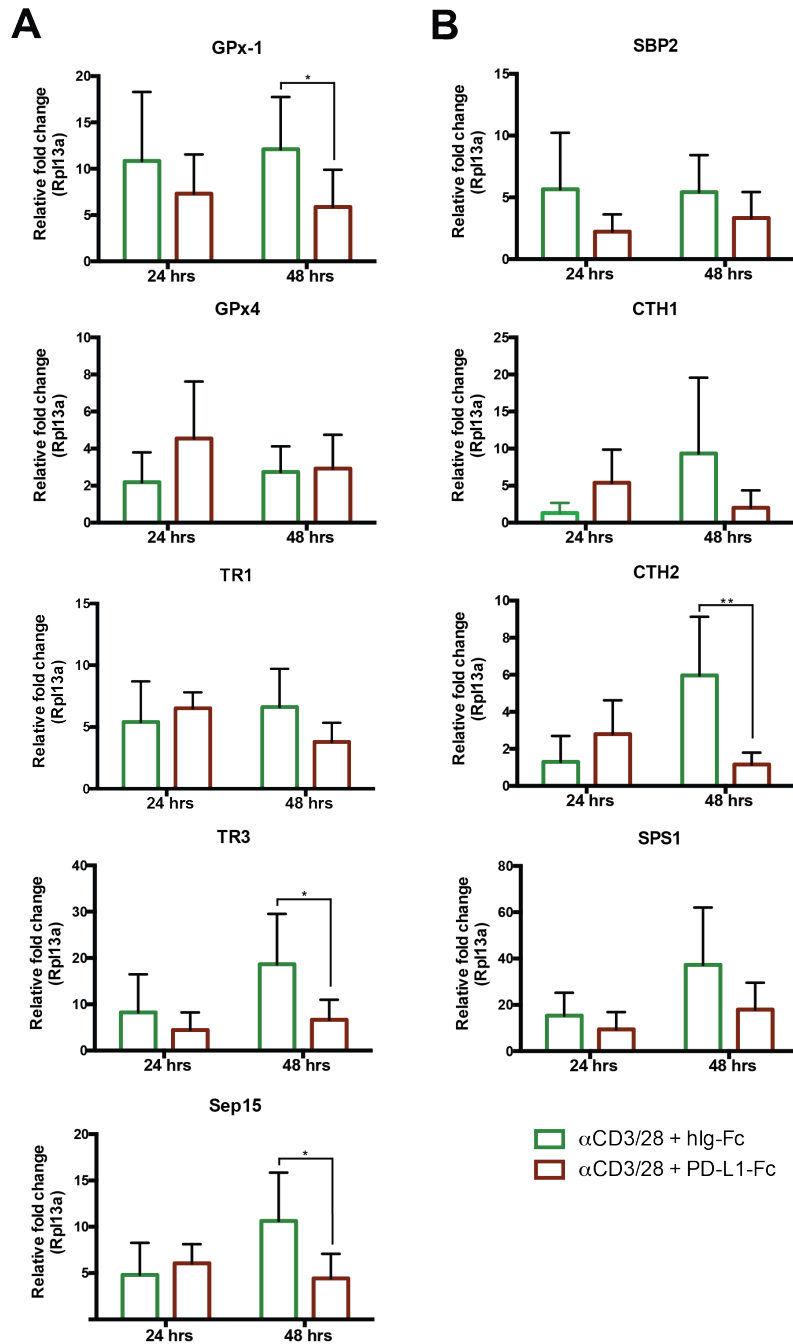 A
GPx-1
Relative fold change
(Rpl13a)
20
15
10
5
0
*
24 hrs
48 hrs
GPx4
Relative fold change
(Rpl13a)
10
8
6
4
2
0
24 hrs
48 hrs
TR1
Relative fold change
(Rpl13a)
15
10
5
0
24 hrs
48 hrs
TR3
Relative fold change
(Rpl13a)
40
30
20
10
0
*
24 hrs
48 hrs
Sep15
Relative fold change
(Rpl13a)
20
15
10
5
*
24 hrs
48 hrs
B
SBP2
Relative fold change
(Rpl13a)
15
10
5
0
24 hrs
48 hrs
CTH1
Relative fold change
(Rpl13a)
25
20
15
10
5
0
24 hrs
48 hrs
CTH2
Relative fold change
(Rpl13a)
10
8
6
4
2
0
**
24 hrs
48 hrs
SPS1
Relative fold change
(Rpl13a)
80
60
40
20
0
24 hrs
48 hrs
αCD3/28 + hIg-Fc
αCD3/28 + PD-L1-Fc